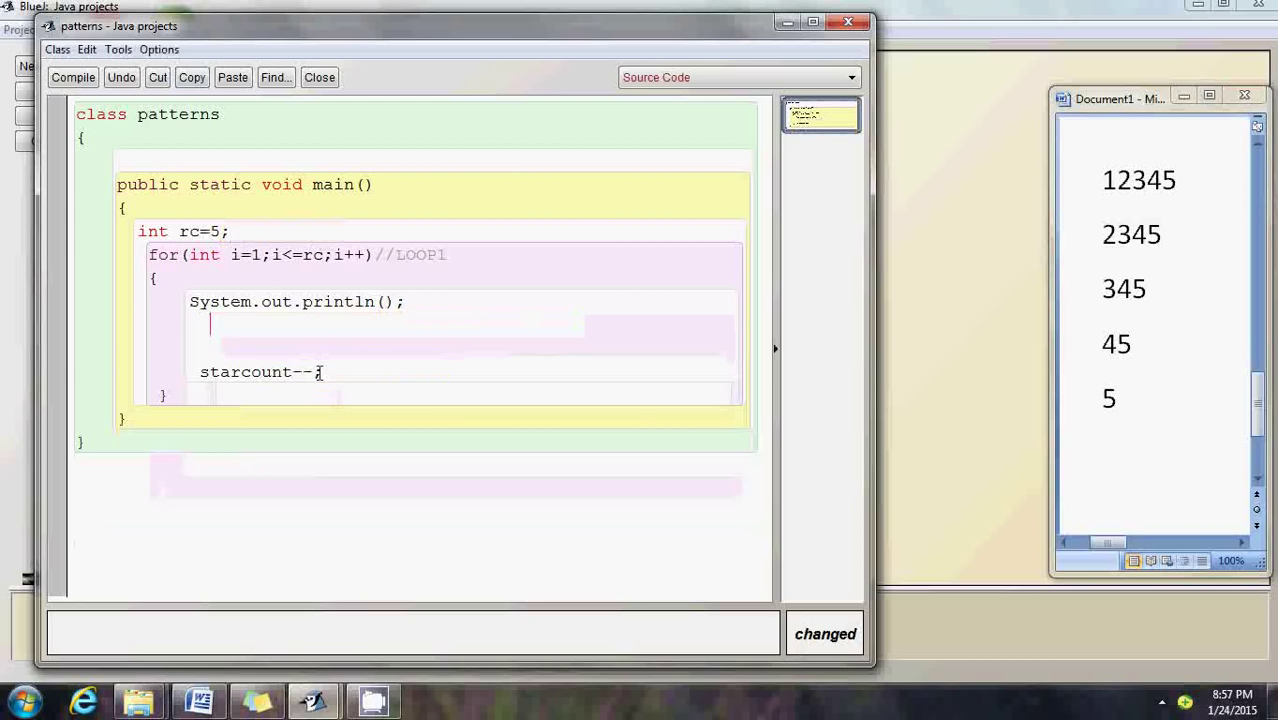 BlueJ: Java projects
Proje
Ne
patterns - Java projects
Class Edit Tools Options
Compile Undo Cut Copy Paste Find... Close
Source Code
class patterns
{
public static void main()
{
int rc=5;
for(int i=1;i<=rc;i++)//LOOP1
{
System.out.println();
starcount--;
}
}
}
changed
Document1 - Mi...
12345
2345
345
45
5
100%
8:57 PM
1/24/2015